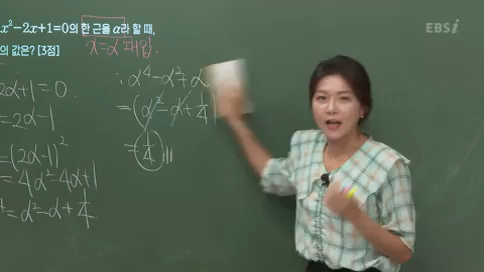 x²-2x+1=0의 한 근을 α라 할 때,
의 값은? [3점]
x=α 대입
EBSi
2α+1=0
=2α-1
=(2α-1)²
=4α²-4α+1
=α²-α+1/4
∴ α⁴-α²+α
=(α²-α+1/4)
=1/4